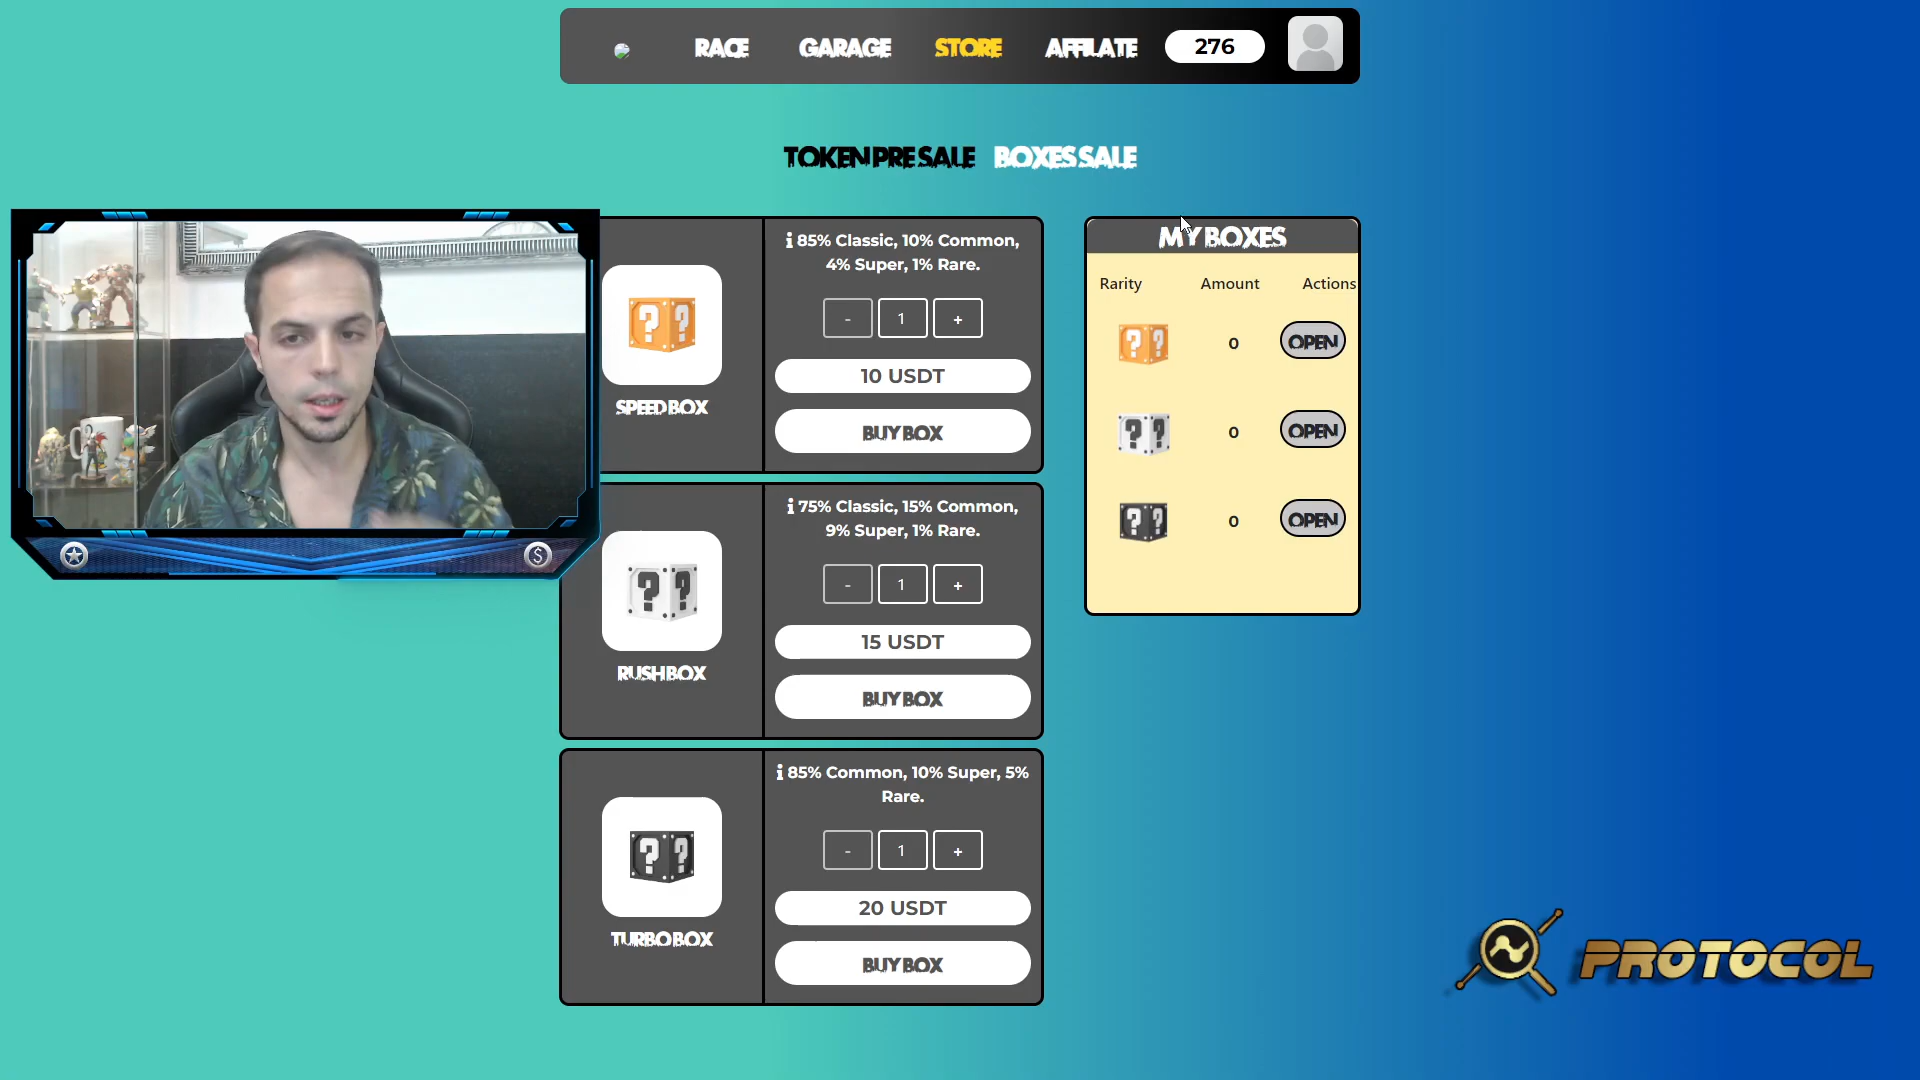 RACE GARAGE STORE AFFILATE 276
TOKEN PRE SALE BOXES SALE
85% Classic, 10% Common,
4% Super, 1% Rare.
- 1 +
10 USDT
SPEED BOX
BUY BOX
75% Classic, 15% Common,
9% Super, 1% Rare.
- 1 +
15 USDT
RUSH BOX
BUY BOX
85% Common, 10% Super, 5%
Rare.
- 1 +
20 USDT
TURBO BOX
BUY BOX
MY BOXES
Rarity Amount Actions
0 OPEN
0 OPEN
0 OPEN
PROTOCOL